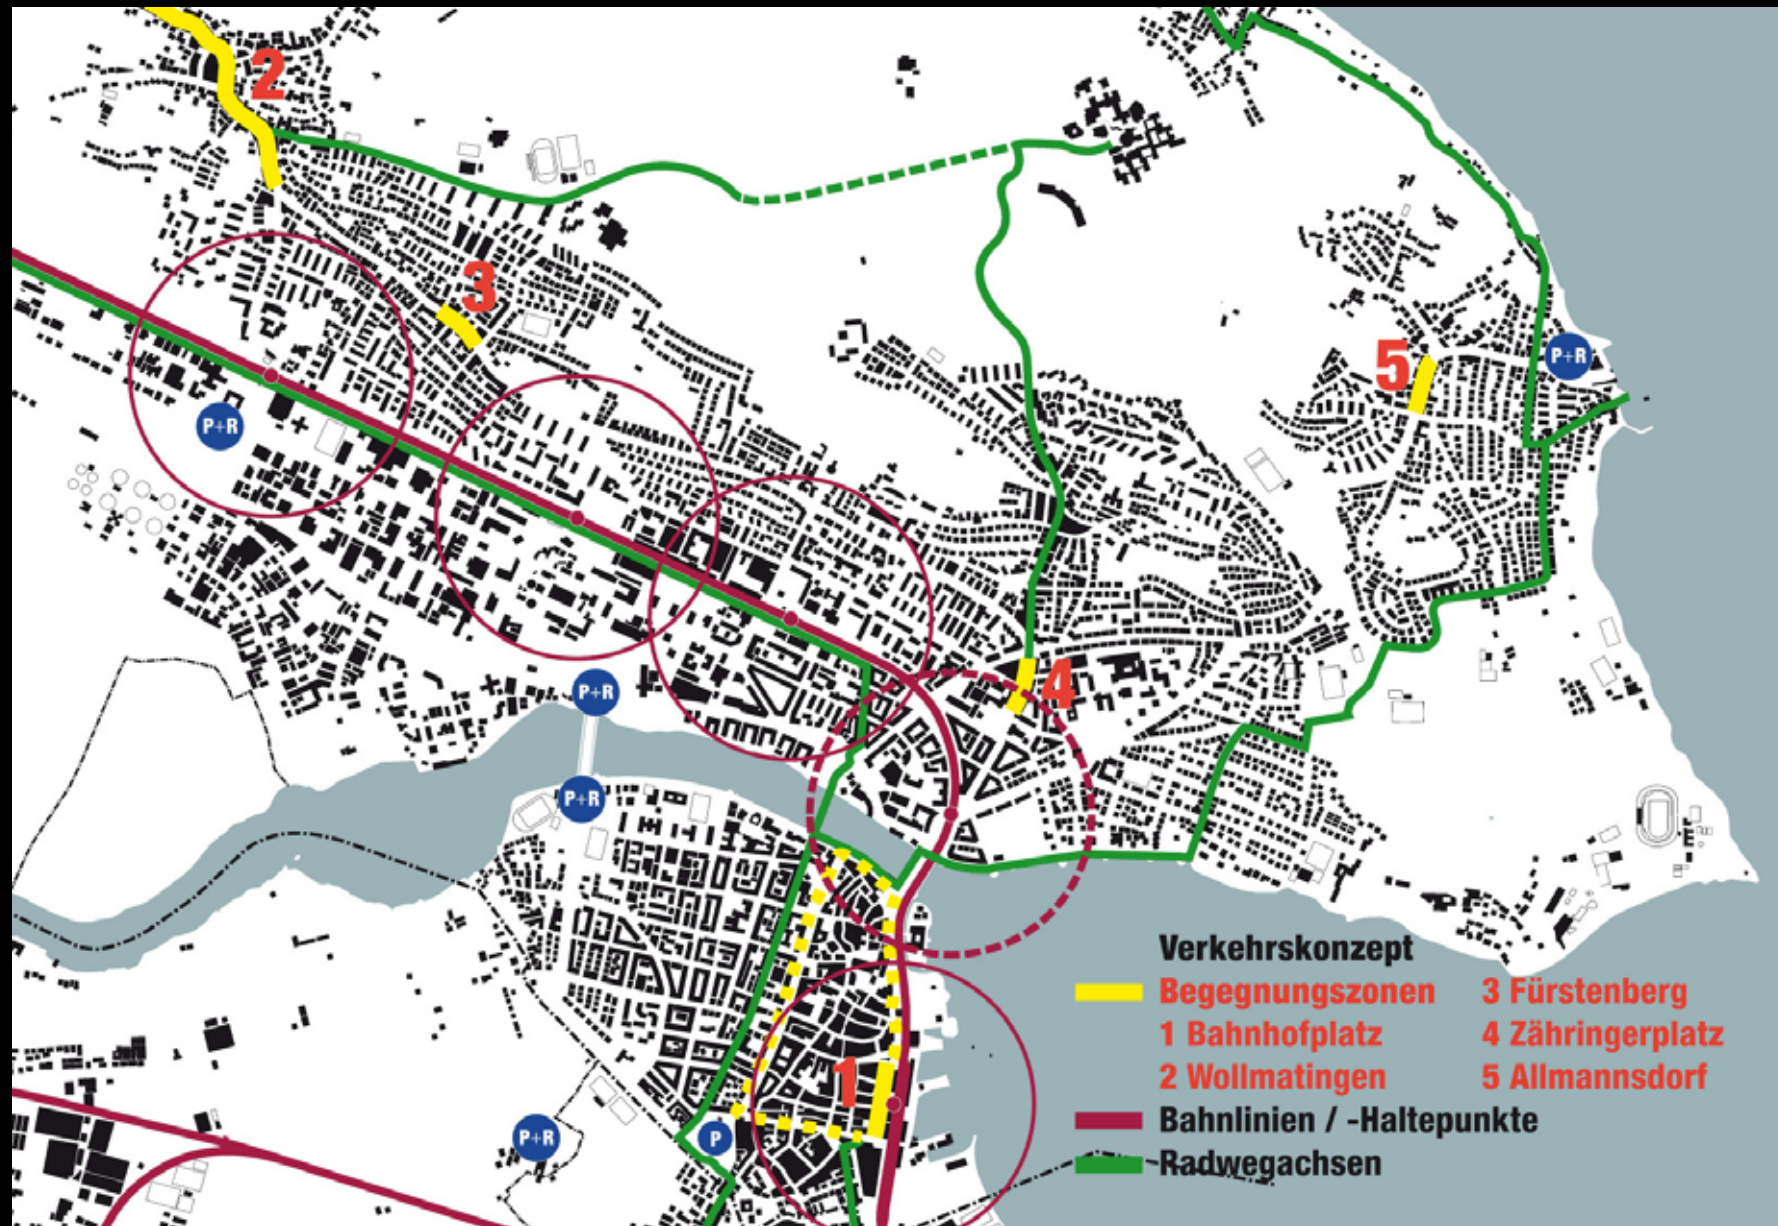 2
3
5
P+R
P+R
P+R
4
P+R
1
P+R
P
Verkehrskonzept
Begegnungszonen 3 Fürstenberg
1 Bahnhofplatz 4 Zähringerplatz
2 Wollmatingen 5 Allmannsdorf
Bahnlinien / -Haltepunkte
Radwegachsen